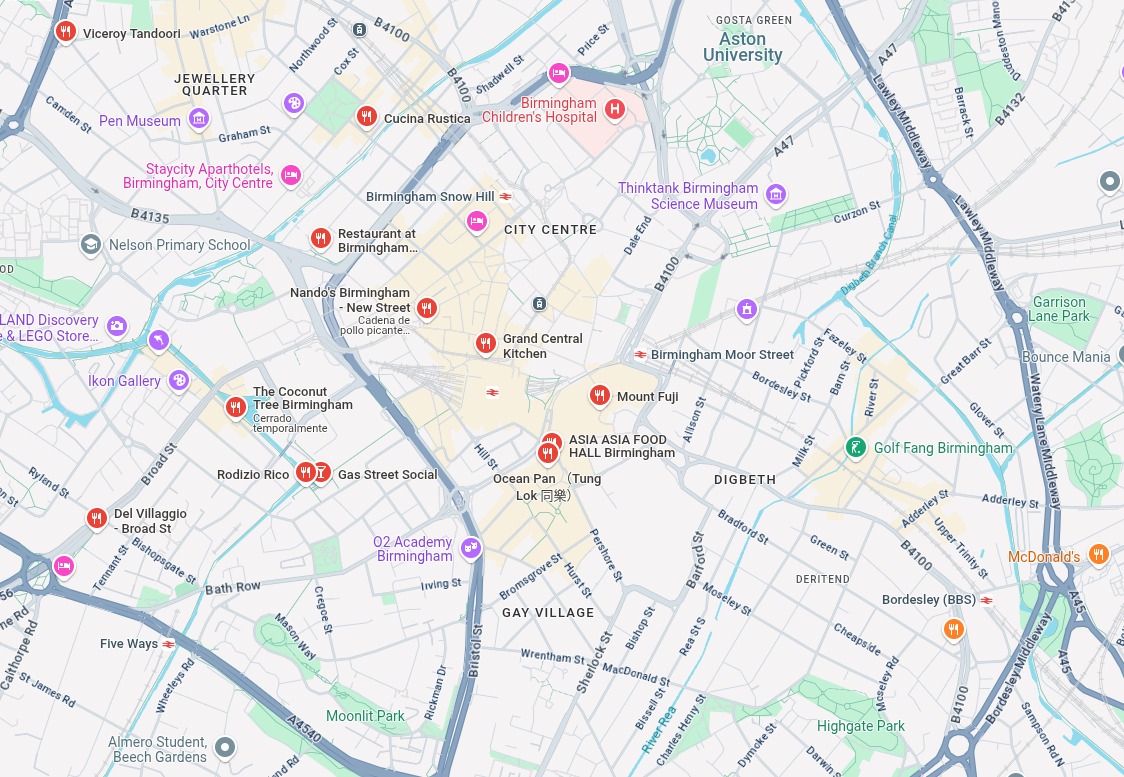 GOSTA GREEN
Aston
University
Viceroy Tandoori
Warstone Ln
Northwood St
Cox St
B4100
B4100
Shadwell St
Price St
A47
Lawley Middleway
Barrack St
B4132
JEWELLERY
QUARTER
Camden St
Pen Museum
Graham St
Cucina Rustica
Birmingham
Children's Hospital
H
A47
Staycity Aparthotels,
Birmingham, City Centre
Birmingham Snow Hill
Thinktank Birmingham
Science Museum
B4135
Nelson Primary School
Restaurant at
Birmingham...
CITY CENTRE
Dale End
Curzon St
Lawley Middleway
OD
B4100
Digbeth Branch Canal
Nando's Birmingham
- New Street
Cadena de
pollo picante...
LAND Discovery
e & LEGO Store...
Garrison
Lane Park
Grand Central
Kitchen
Birmingham Moor Street
Fazeley St
Pickford St
Barn St
River St
Great Barr St
Bounce Mania
Ikon Gallery
The Coconut
Tree Birmingham
Cerrado
temporalmente
Mount Fuji
Bordesley St
Allison St
Glover St
Watery Lane Middleway
Broad St
Hill St
ASIA ASIA FOOD
HALL Birmingham
Milk St
Golf Fang Birmingham
Ryland St
Rodizio Rico
Gas Street Social
Ocean Pan （Tung
Lok 同樂）
DIGBETH
Adderley St
Adderley St
Del Villaggio
- Broad St
Bradford St
Upper Trinity St
O2 Academy
Birmingham
Pershore St
Green St
B4100
McDonald's
Bishopsgate St
Tennant St
Barford St
DERITEND
Bath Row
Irving St
Bromsgrove St
Hurst St
Moseley St
Bordesley (BBS)
A45
56
Cregoe St
GAY VILLAGE
Bishop St
Rea St S
Cheapside
Calthorpe Rd
Five Ways
Mason Way
Bristol St
Sherlock St
Wrentham St
MacDonald St
A45
St James Rd
Wheeleys Rd
Rickman Dr
Bissell St
Moseley Rd
B4100
Bordesley Middleway
Moonlit Park
A4540
River Rea
Charles Henry St
Highgate Park
Sampson Rd N
Almero Student,
Beech Gardens
Dymcke St
Darwin S
nd Rd